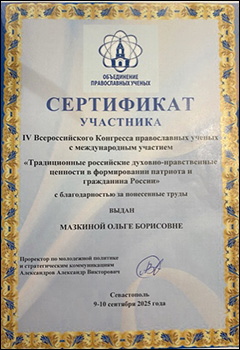 ОБЪЕДИНЕНИЕ
ПРАВОСЛАВНЫХ УЧЕНЫХ
СЕРТИФИКАТ
УЧАСТНИКА
IV Всероссийского Конгресса православных ученых
с международным участием
«Традиционные российские духовно-нравственные
ценности в формировании патриота и
гражданина России»
с благодарностью за понесенные труды
ВЫДАН
МАЗКИНОЙ ОЛЬГЕ БОРИСОВНЕ
Проректор по молодежной политике
и стратегическим коммуникациям
Александров Александр Викторович
Севастополь
9-10 сентября 2025 года